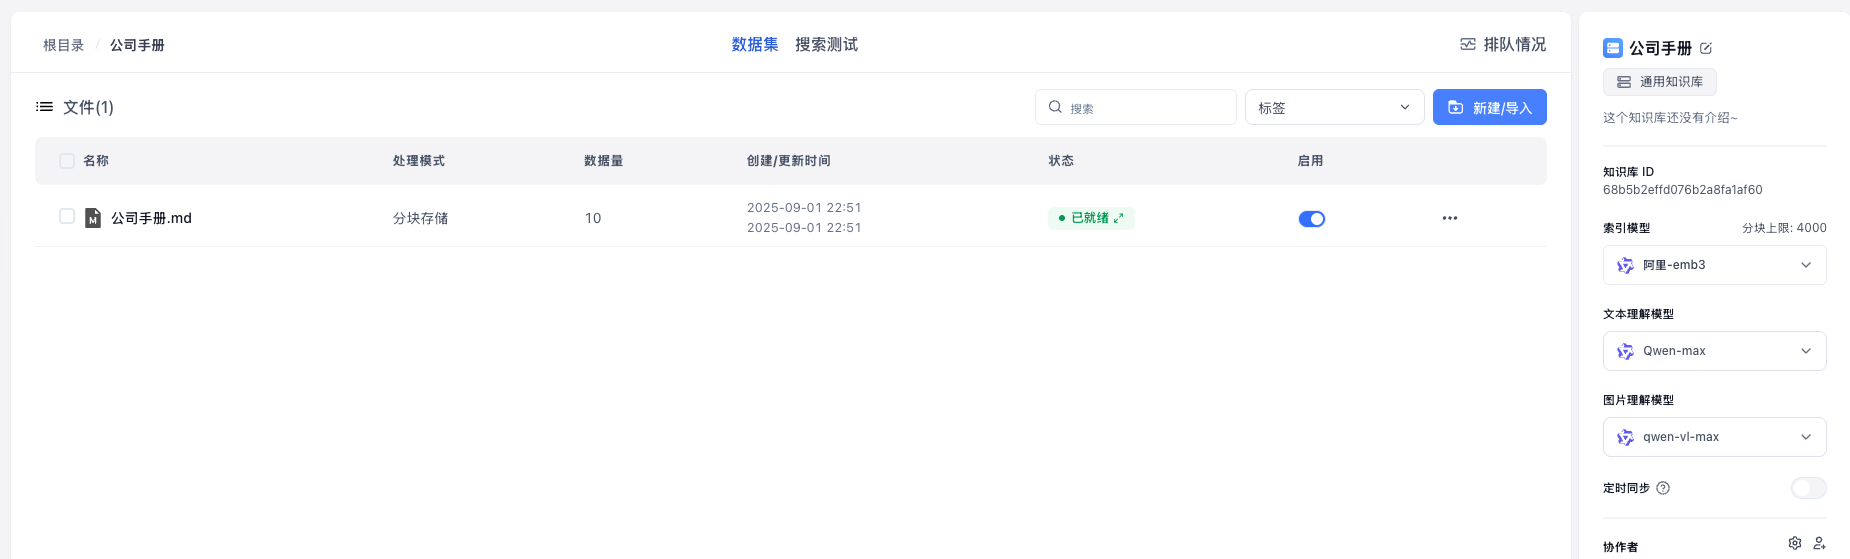 根目录 / 公司手册
数据集 搜索测试
排队情况
文件(1)
搜索
标签
新建/导入
名称 处理模式 数据量 创建/更新时间 状态 启用
公司手册.md 分块存储 10 2025-09-01 22:51 已就绪
2025-09-01 22:51
公司手册
通用知识库
这个知识库还没有介绍~
知识库 ID
68b5b2effd076b2a8fa1af60
索引模型 分块上限: 4000
阿里-emb3
文本理解模型
Qwen-max
图片理解模型
qwen-vl-max
定时同步
协作者